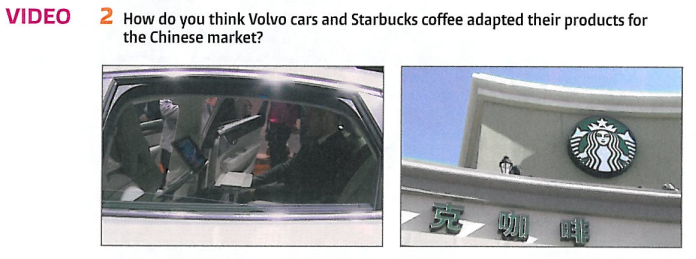 VIDEO
2 How do you think Volvo cars and Starbucks coffee adapted their products for
the Chinese market?
克咖啡